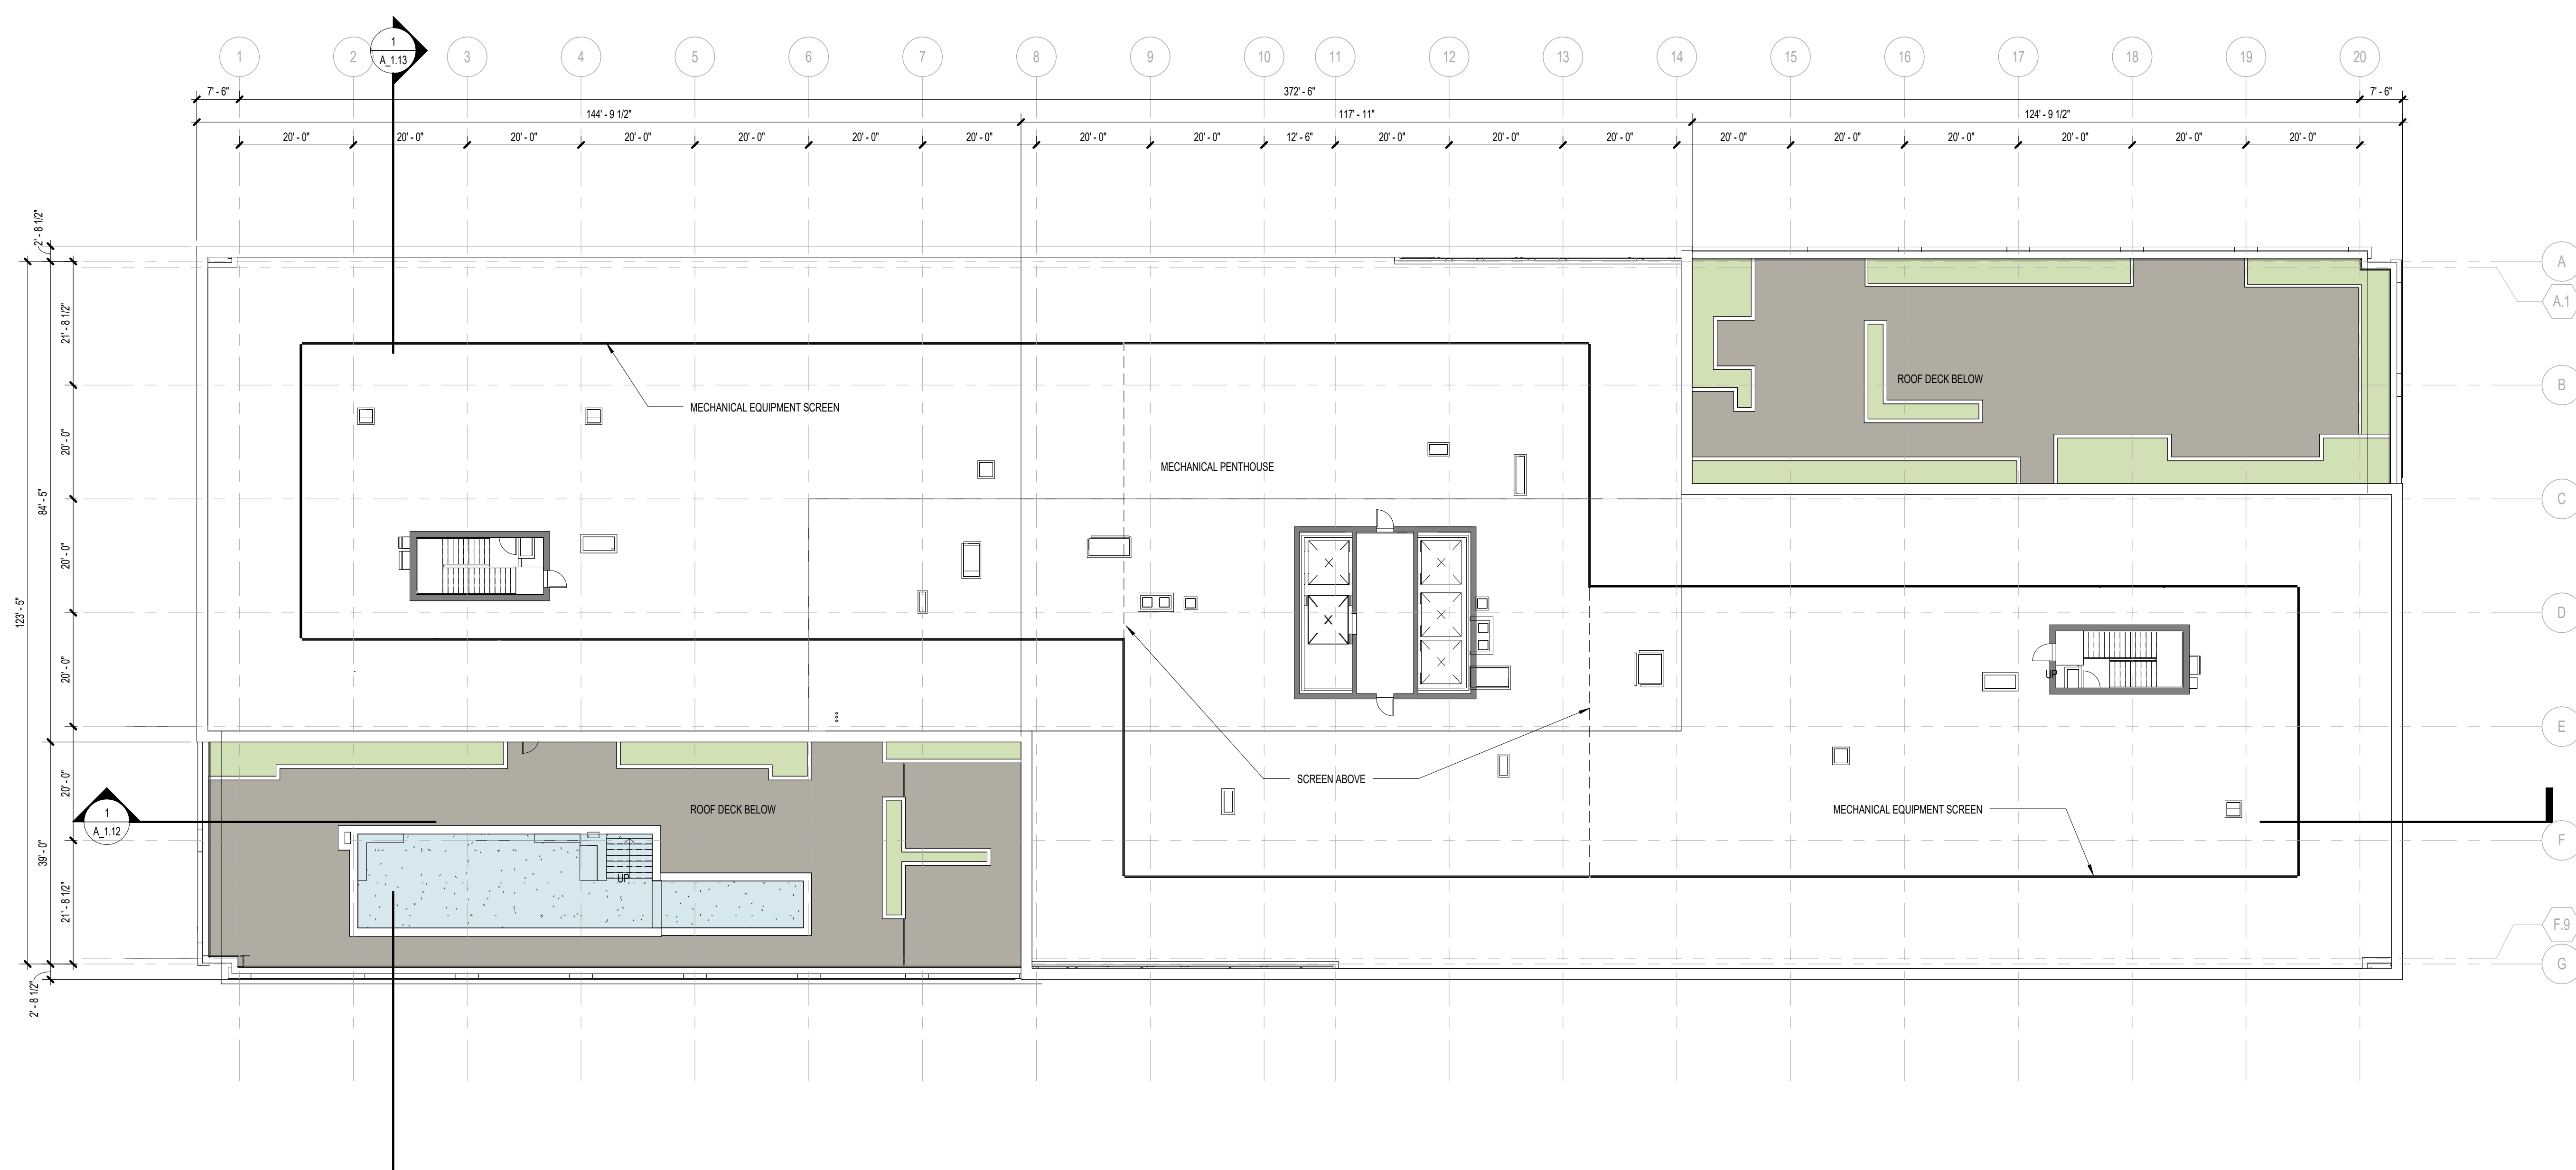 1 2 3 4 5 6 7 8 9 10 11 12 13 14 15 16 17 18 19 20
1
A_1.13
7' - 6" 372' - 6" 7' - 6"
144' - 9 1/2" 117' - 11" 124' - 9 1/2"
20' - 0" 20' - 0" 20' - 0" 20' - 0" 20' - 0" 20' - 0" 20' - 0" 20' - 0" 20' - 0" 12' - 6" 20' - 0" 20' - 0" 20' - 0" 20' - 0" 20' - 0" 20' - 0" 20' - 0" 20' - 0" 20' - 0"
2' - 8 1/2"
A
A.1
21' - 8 1/2"
ROOF DECK BELOW
B
MECHANICAL EQUIPMENT SCREEN
20' - 0"
MECHANICAL PENTHOUSE
84' - 5"
C
20' - 0"
123' - 5"
D
20' - 0"
UP
E
20' - 0"
SCREEN ABOVE
ROOF DECK BELOW
MECHANICAL EQUIPMENT SCREEN
1
A_1.12
F
39' - 0"
UP
21' - 8 1/2"
F.9
G
2' - 8 1/2"